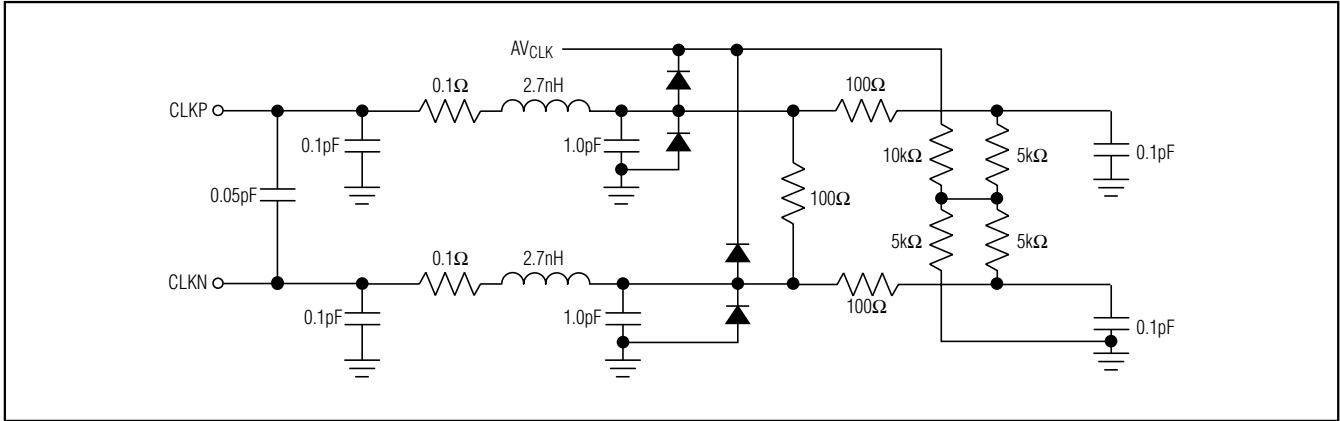 AVCLK
0.1Ω
2.7nH
100Ω
CLKP
0.1pF
1.0pF
10kΩ
5kΩ
0.1pF
0.05pF
100Ω
5kΩ
5kΩ
0.1Ω
2.7nH
CLKN
100Ω
0.1pF
1.0pF
0.1pF